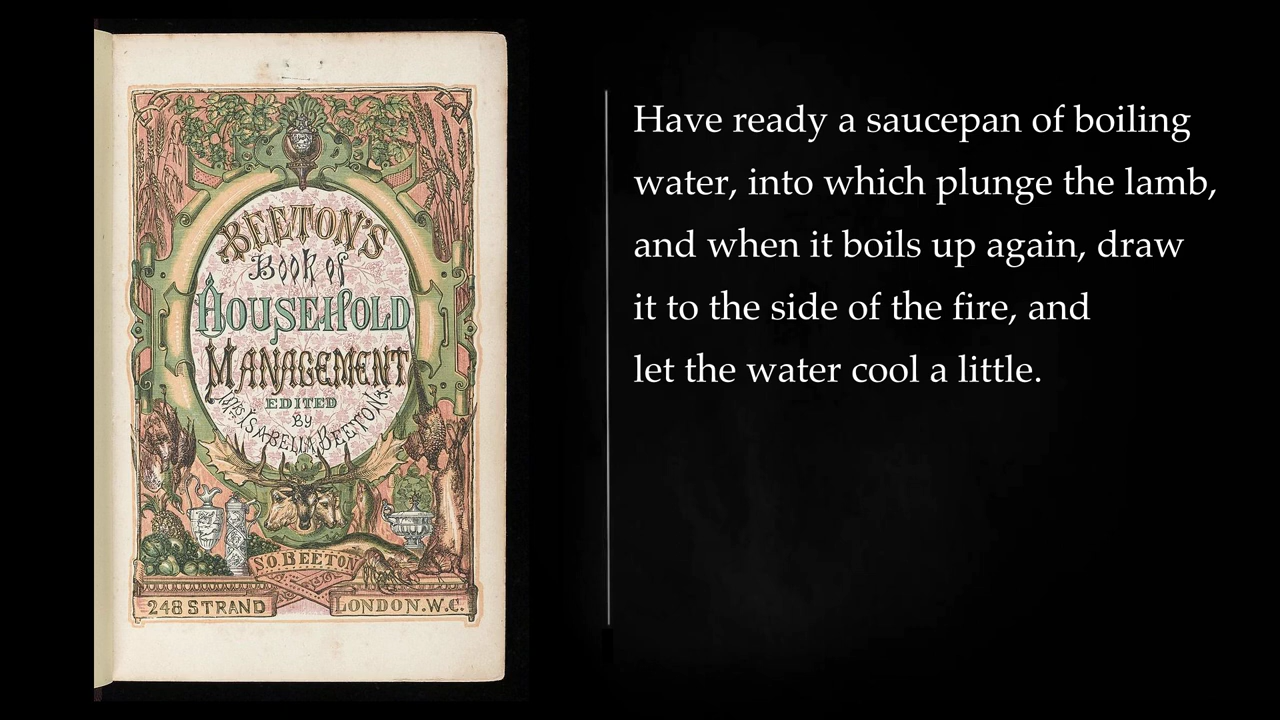 BEETON'S
Book of
HOUSEHOLD
MANAGEMENT
EDITED
BY
MRS ISABELLA BEETON
S.O. BEETON
248 STRAND
LONDON. W.C.
Have ready a saucepan of boiling
water, into which plunge the lamb,
and when it boils up again, draw
it to the side of the fire, and
let the water cool a little.